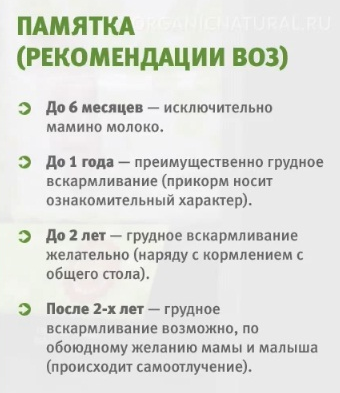 ORGANICNATURAL.RU
ПАМЯТКА
(РЕКОМЕНДАЦИИ ВОЗ)
До 6 месяцев — исключительно
мамино молоко.
До 1 года — преимущественно грудное
вскармливание (прикорм носит
ознакомительный характер).
До 2 лет — грудное вскармливание
желательно (наряду с кормлением с
общего стола).
После 2-х лет — грудное
вскармливание возможно, по
обоюдному желанию мамы и малыша
(происходит самоотлучение).